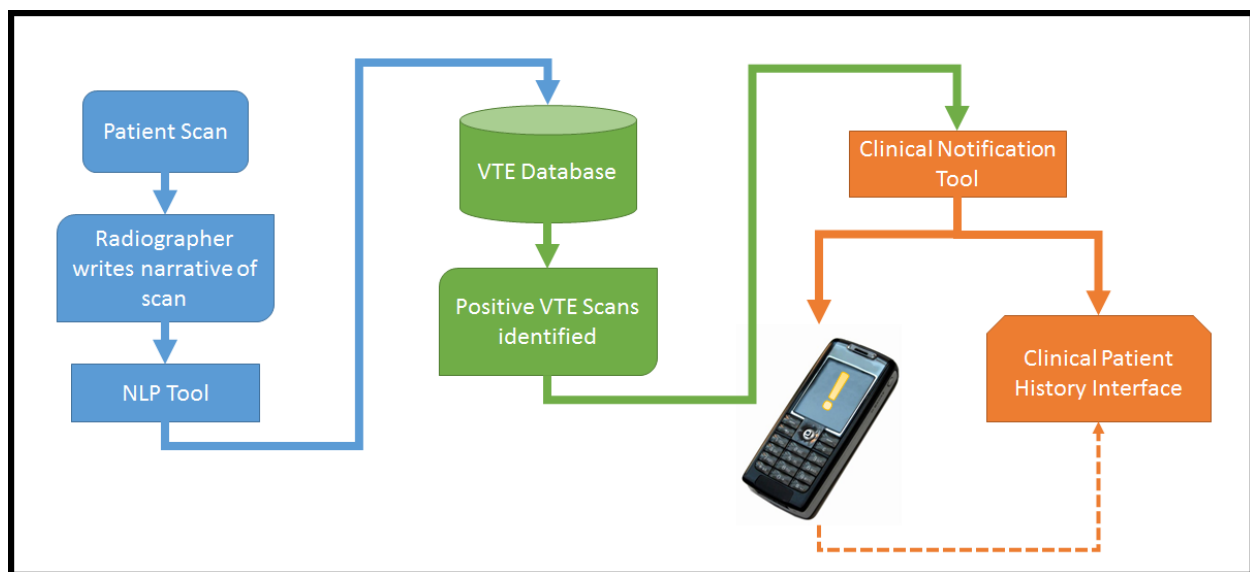 Patient Scan
Radiographer
writes narrative of
scan
NLP Tool
VTE Database
Positive VTE Scans
identified
Clinical Notification
Tool
!
Clinical Patient
History Interface